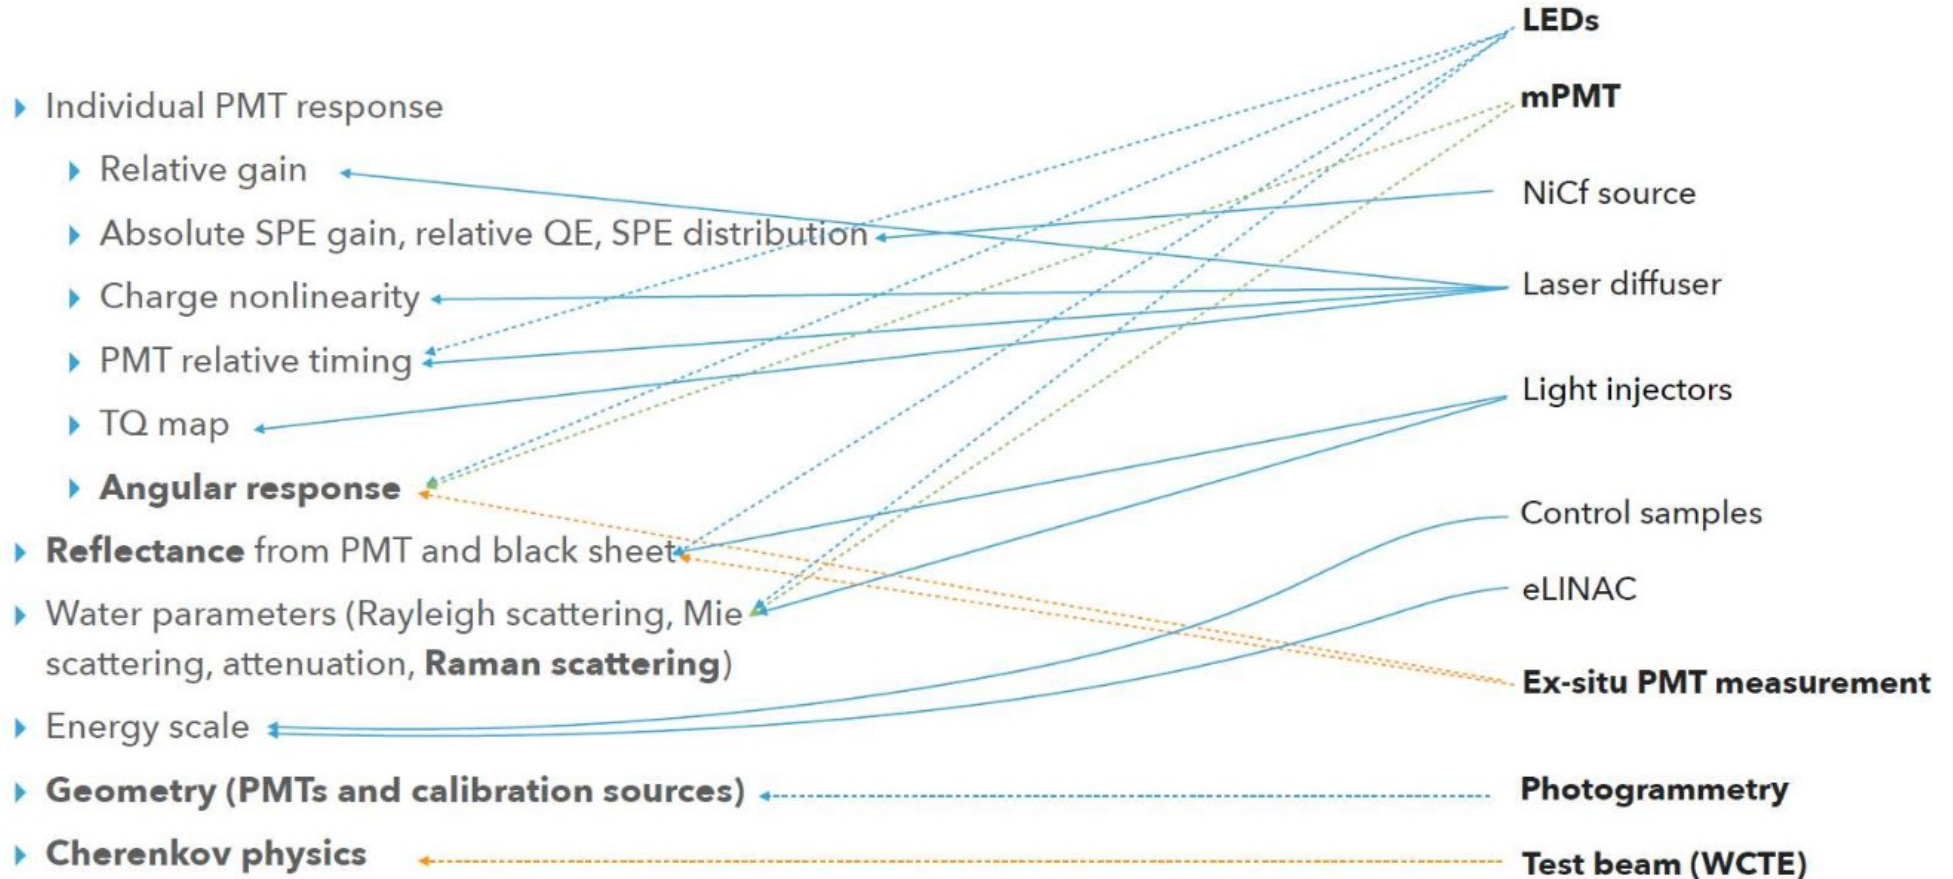 Individual PMT response
Relative gain
Absolute SPE gain, relative QE, SPE distribution
Charge nonlinearity
PMT relative timing
TQ map
Angular response
Reflectance from PMT and black sheet
Water parameters (Rayleigh scattering, Mie
scattering, attenuation, Raman scattering)
Energy scale
Geometry (PMTs and calibration sources)
Cherenkov physics
LEDs
mPMT
NiCf source
Laser diffuser
Light injectors
Control samples
eLINAC
Ex-situ PMT measurement
Photogrammetry
Test beam (WCTE)